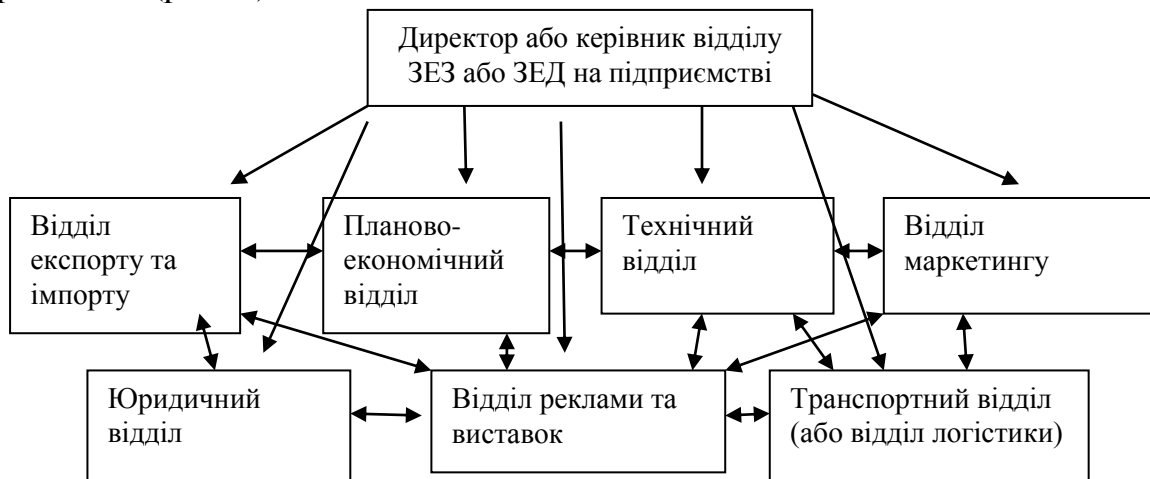 Директор або керівник відділу
ЗЕЗ або ЗЕД на підприємстві
Відділ
експорту та
імпорту
Планово-
економічний
відділ
Технічний
відділ
Відділ
маркетингу
Юридичний
відділ
Відділ реклами та
виставок
Транспортний відділ
(або відділ логістики)